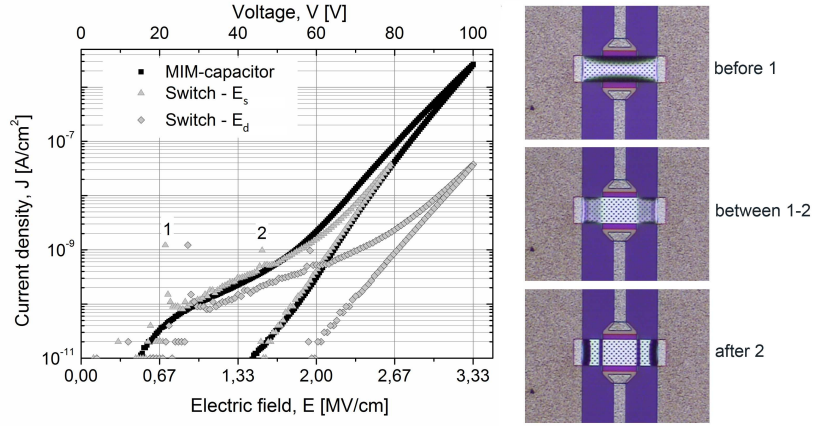 Voltage, V [V]
0 20 40 60 80 100
MIM-capacitor
Switch - Es
Switch - Ed
10-7
10-9
10-11
1
2
Current density, J [A/cm2]
0,00 0,67 1,33 2,00 2,67 3,33
Electric field, E [MV/cm]
before 1
between 1-2
after 2